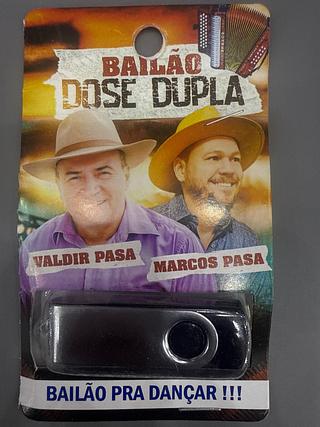 BAILÃO
DOSE DUPLA
VALDIR PASA
MARCOS PASA
BAILÃO PRA DANÇAR !!!